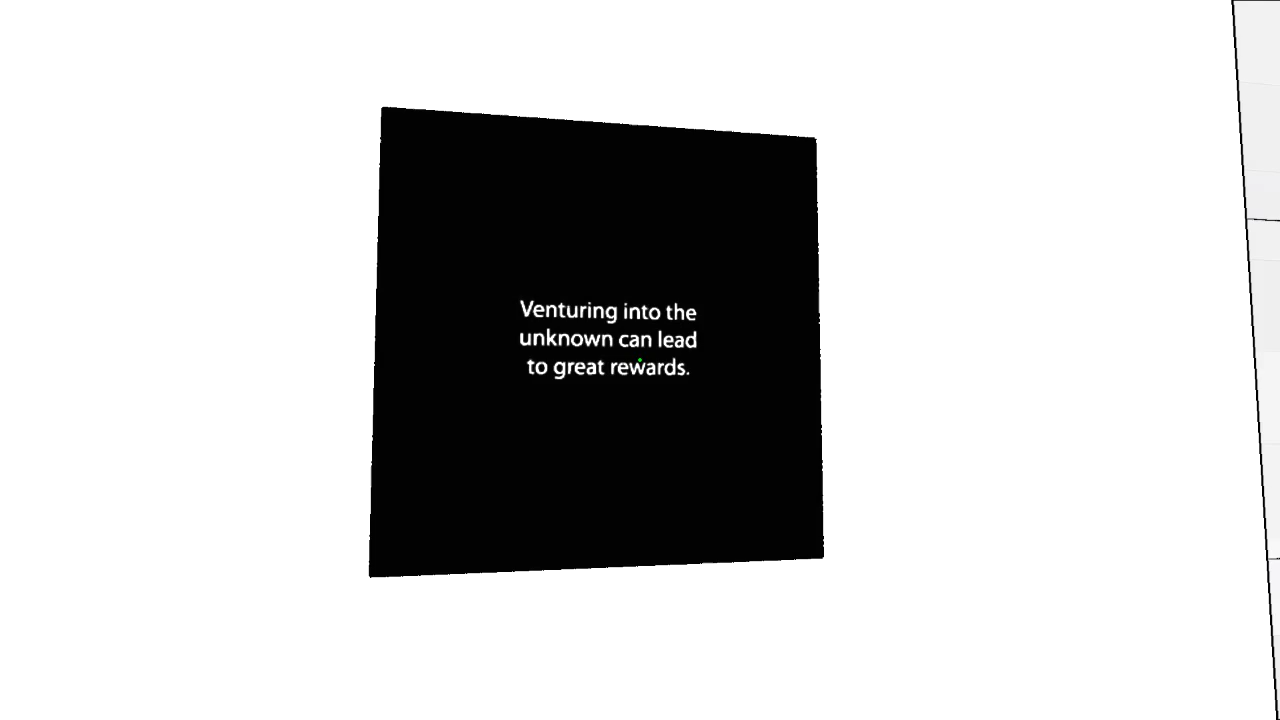 Venturing into the
unknown can lead
to great rewards.